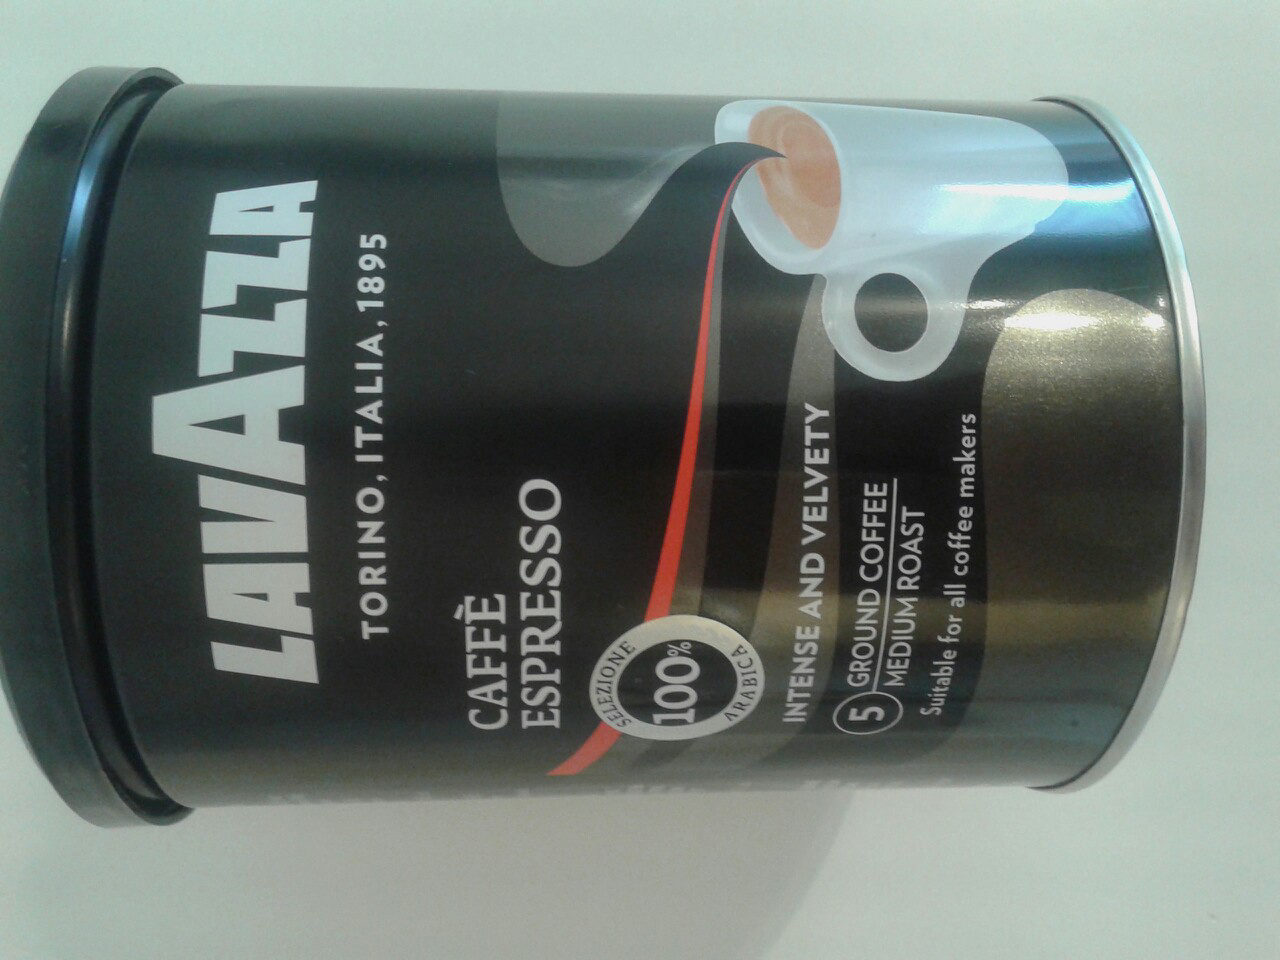 LAVAZZA
TORINO, ITALIA, 1895
CAFFÈ
ESPRESSO
SELEZIONE
100%
ARABICA
INTENSE AND VELVETY
5 GROUND COFFEE
MEDIUM ROAST
Suitable for all coffee makers